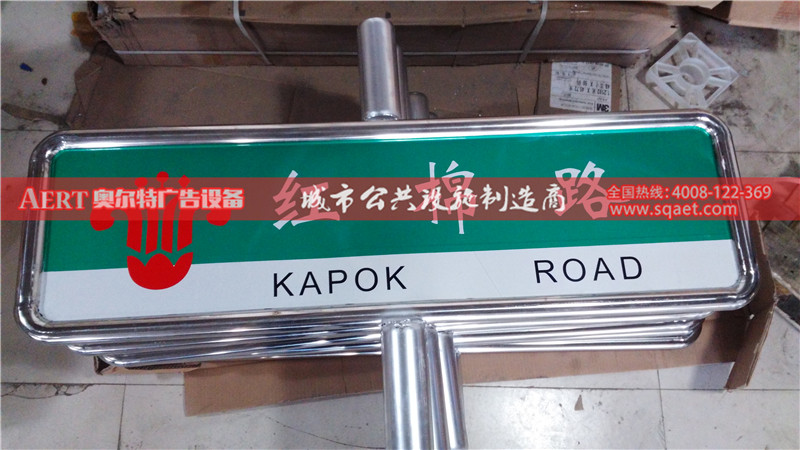 3M
红 棉 路
AERT 奥尔特广告设备
城市公共设施制造商
全国热线: 4008-122-369
www.sqaet.com
KAPOK ROAD